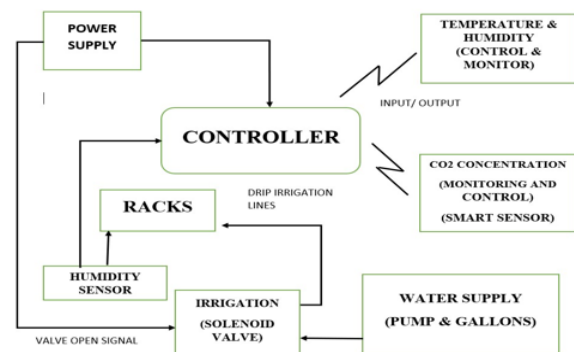 POWER
SUPPLY
TEMPERATURE &
HUMIDITY
(CONTROL &
MONITOR)
INPUT/ OUTPUT
CONTROLLER
CO2 CONCENTRATION
(MONITORING AND
CONTROL)
(SMART SENSOR)
DRIP IRRIGATION
LINES
RACKS
HUMIDITY
SENSOR
IRRIGATION
(SOLENOID
VALVE)
WATER SUPPLY
(PUMP & GALLONS)
VALVE OPEN SIGNAL